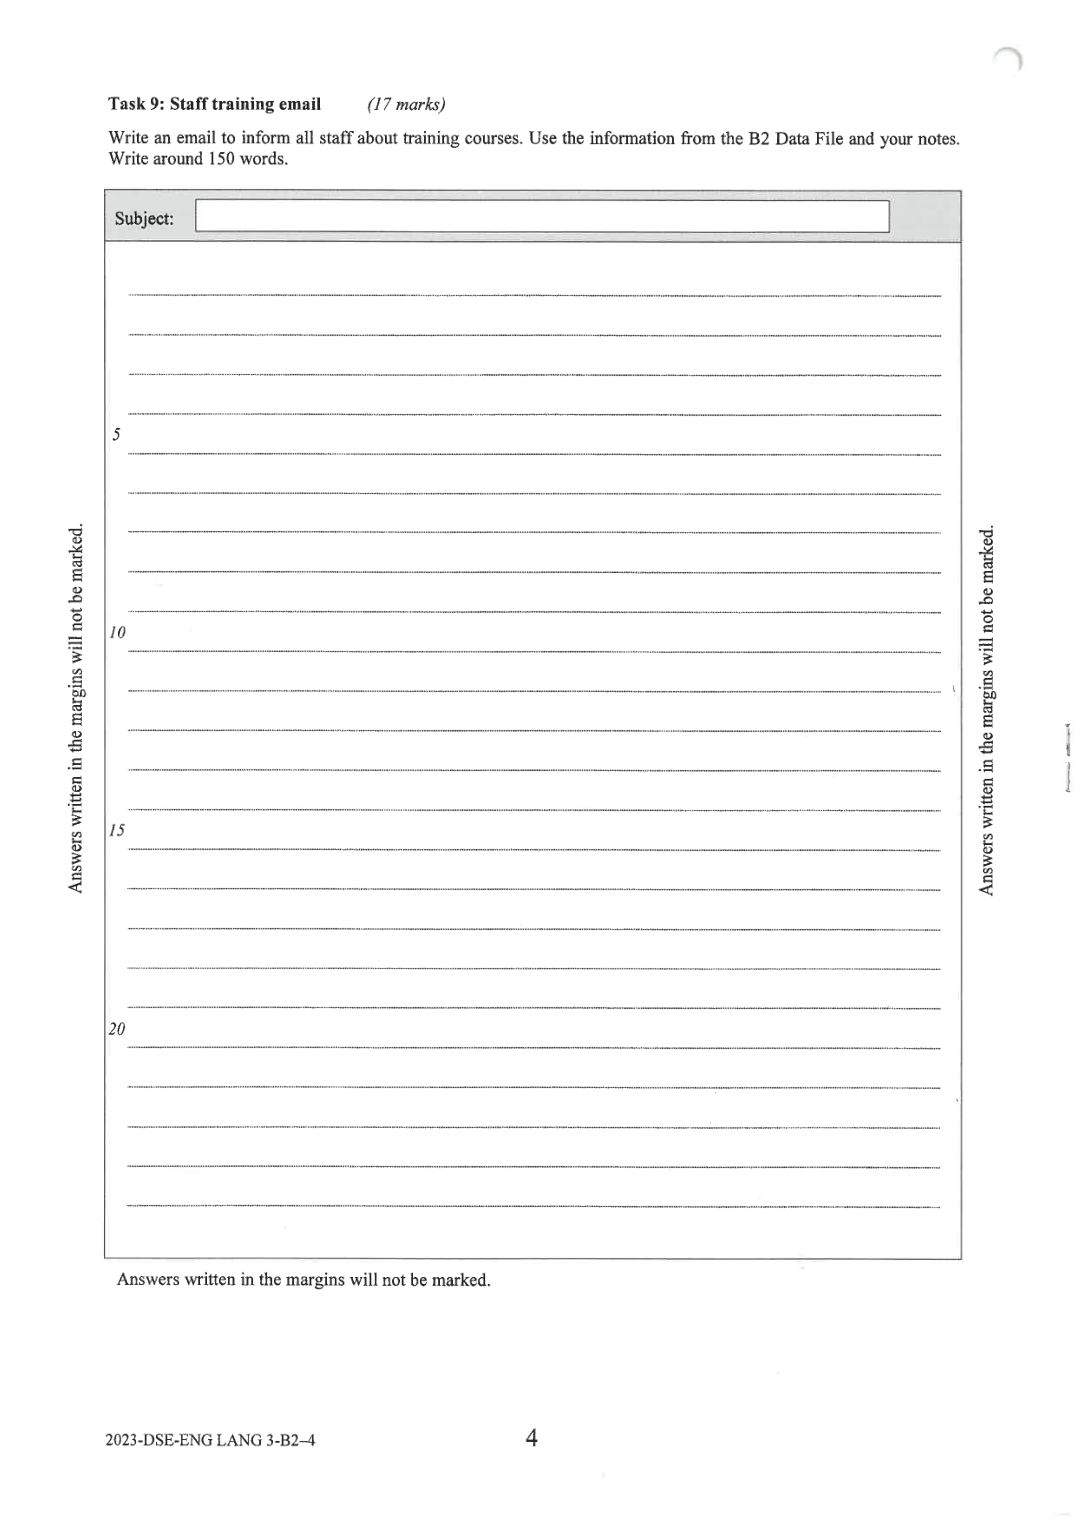 Task 9: Staff training email (17 marks)
Write an email to inform all staff about training courses. Use the information from the B2 Data File and your notes.
Write around 150 words.
Subject:
5
10
15
20
Answers written in the margins will not be marked.
Answers written in the margins will not be marked.
Answers written in the margins will not be marked.
2023-DSE-ENG LANG 3-B2–4
4